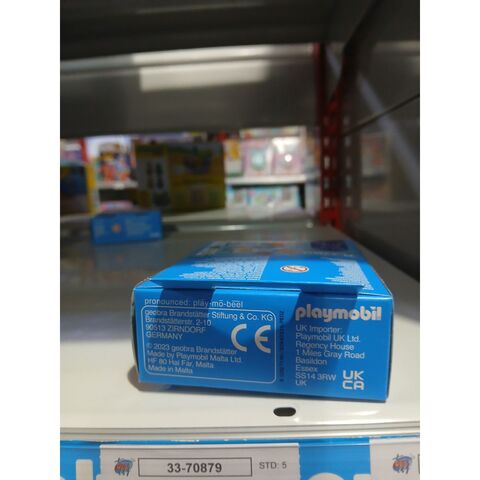 pronounced: play-mo-beel
geobra Brandstätter Stiftung & Co. KG
Brandstätterstr. 2-10
90513 ZIRNDORF
GERMANY
© 2023 geobra Brandstätter
Made by Playmobil Malta Ltd.
HF 80 Hal Far, Malta
Made in Malta
CE
playmobil
UK Importer:
Playmobil UK Ltd.
Regency House
1 Miles Gray Road
Basildon
Essex
SS14 3RW
UK
UK
CA
33-70879
STD: 5